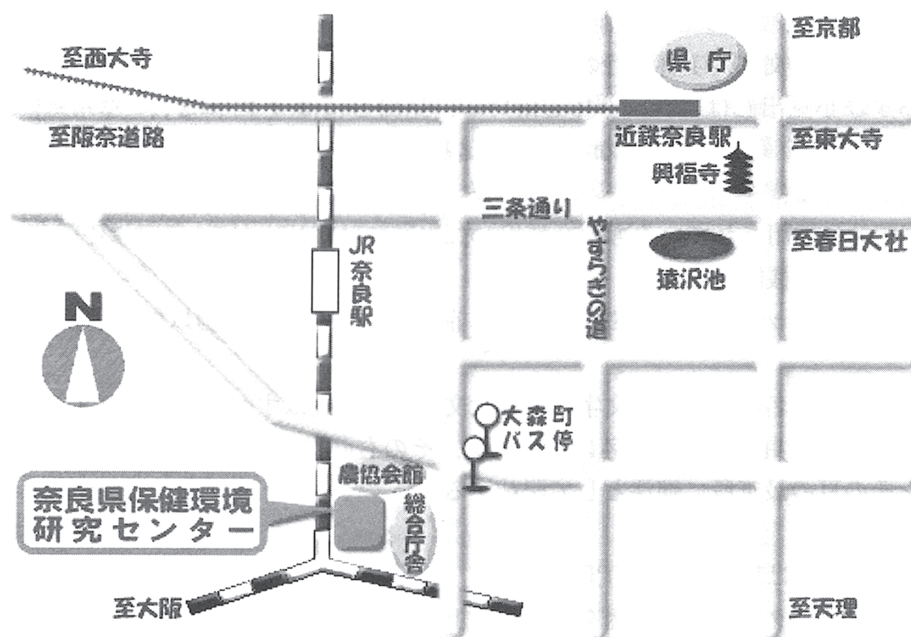 至京都
県庁
至西大寺
至阪奈道路
近鉄奈良駅
至東大寺
興福寺
三条通り
やすらぎの道
至春日大社
猿沢池
JR
奈良駅
N
大森町
バス停
農協会館
総合庁舎
奈良県保健環境
研究センター
至大阪
至天理